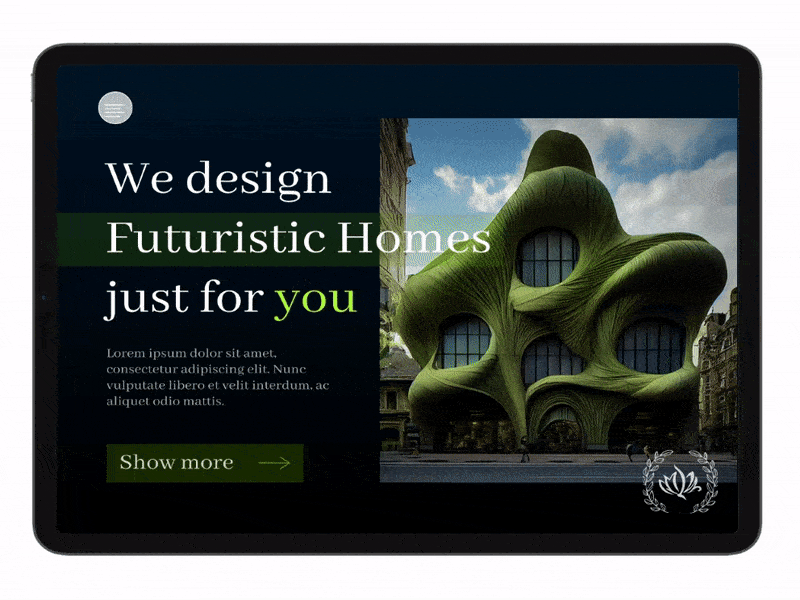 We design
Futuristic Homes
just for you
Lorem ipsum dolor sit amet,
consectetur adipiscing elit. Nunc
vulputate libero et velit interdum, ac
aliquet odio mattis.
Show more